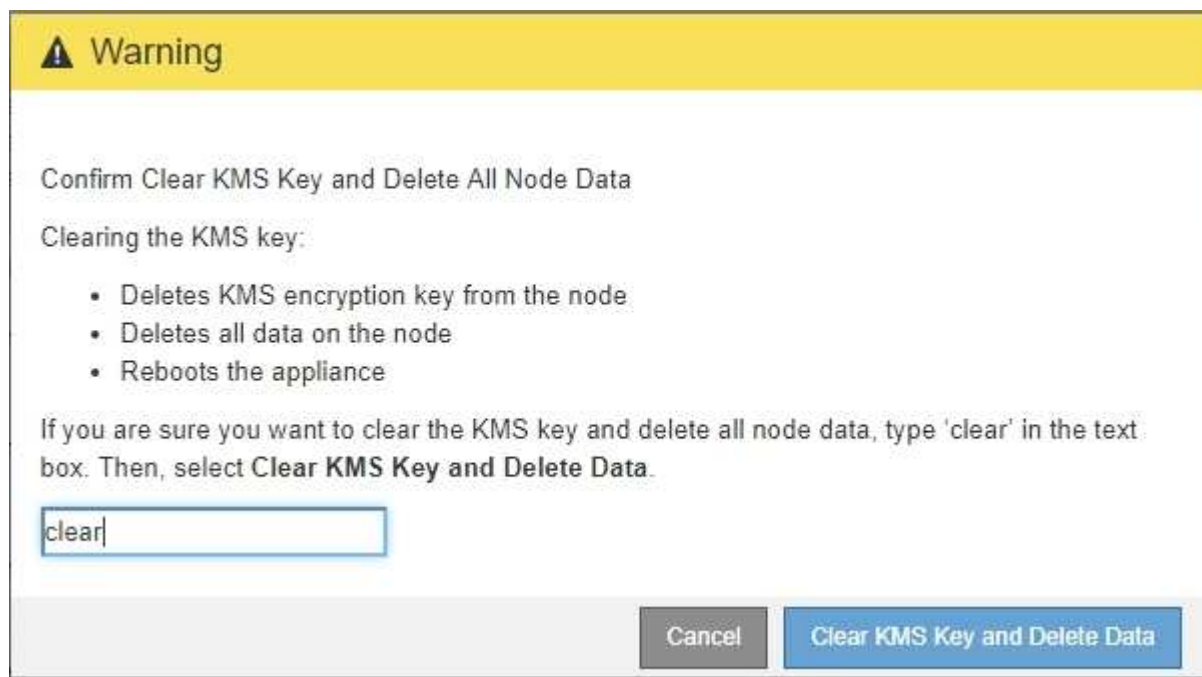 Warning
Confirm Clear KMS Key and Delete All Node Data
Clearing the KMS key:
• Deletes KMS encryption key from the node
• Deletes all data on the node
• Reboots the appliance
If you are sure you want to clear the KMS key and delete all node data, type 'clear' in the text
box. Then, select Clear KMS Key and Delete Data.
clear
Cancel Clear KMS Key and Delete Data